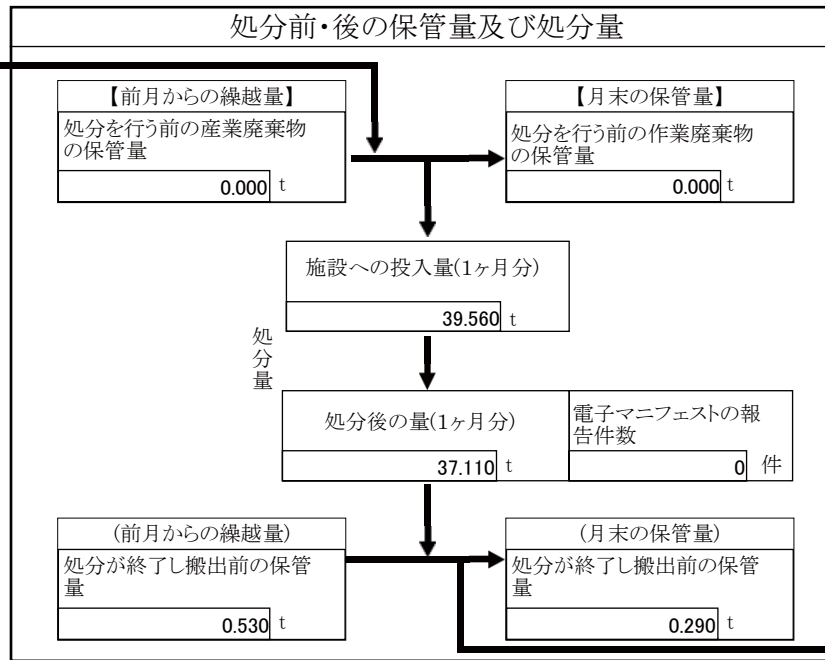 処分前・後の保管量及び処分量
【前月からの繰越量】
処分を行う前の産業廃棄物
の保管量
0.000 t
【月末の保管量】
処分を行う前の作業廃棄物
の保管量
0.000 t
施設への投入量(1ヶ月分)
39.560 t
処
分
量
処分後の量(1ヶ月分)
37.110 t
電子マニフェストの報
告件数
0 件
(前月からの繰越量)
処分が終了し搬出前の保管
量
0.530 t
(月末の保管量)
処分が終了し搬出前の保管
量
0.290 t